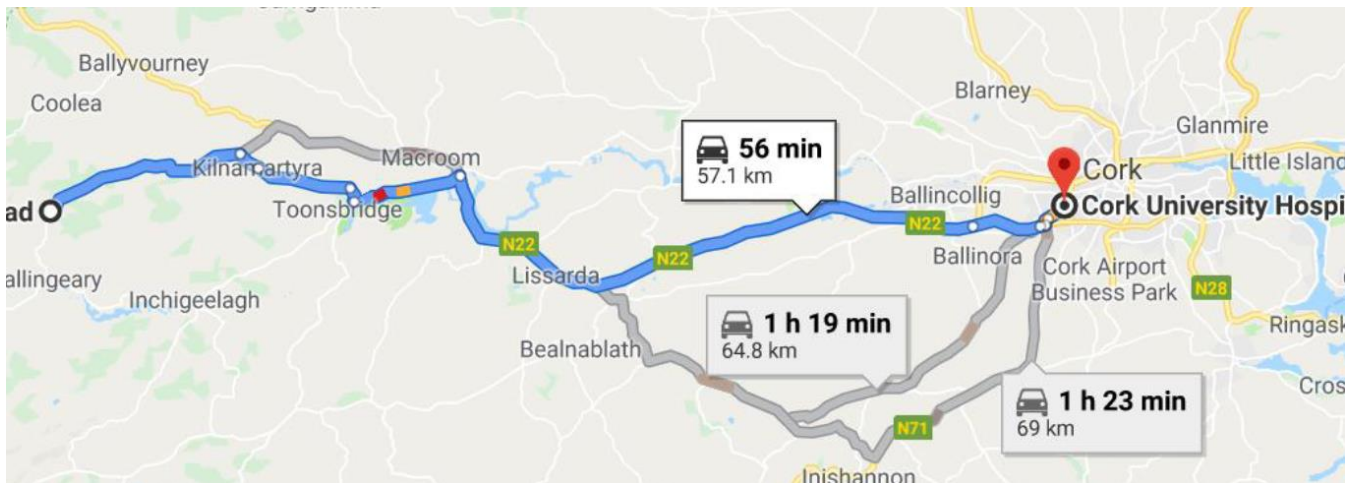 Ballyvourney
Coolea
Blarney
Glanmire
56 min
57.1 km
Macroom
Kilnamartyra
Cork
Little Island
Ballincollig
Toonsbridge
ad
Cork University Hospi
N22
N22
N22
Ballinora
allingeary
Lissarda
Cork Airport
Business Park
N28
Inchigeelagh
1 h 19 min
64.8 km
Ringask
Bealnablath
Cros
1 h 23 min
69 km
N71
Inishannon